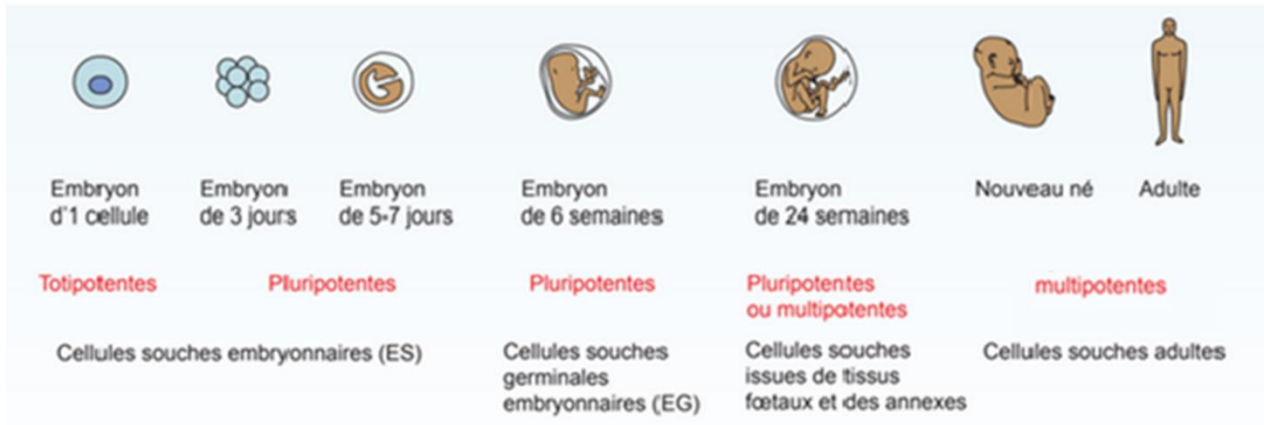 Embryon
d'1 cellule
Embryon
de 3 jours
Embryon
de 5-7 jours
Embryon
de 6 semaines
Embryon
de 24 semaines
Nouveau né
Adulte
Totipotentes
Pluripotentes
Pluripotentes
Pluripotentes
ou multipotentes
multipotentes
Cellules souches embryonnaires (ES)
Cellules souches
germinales
embryonnaires (EG)
Cellules souches
issues de tissus
fœtaux et des annexes
Cellules souches adultes